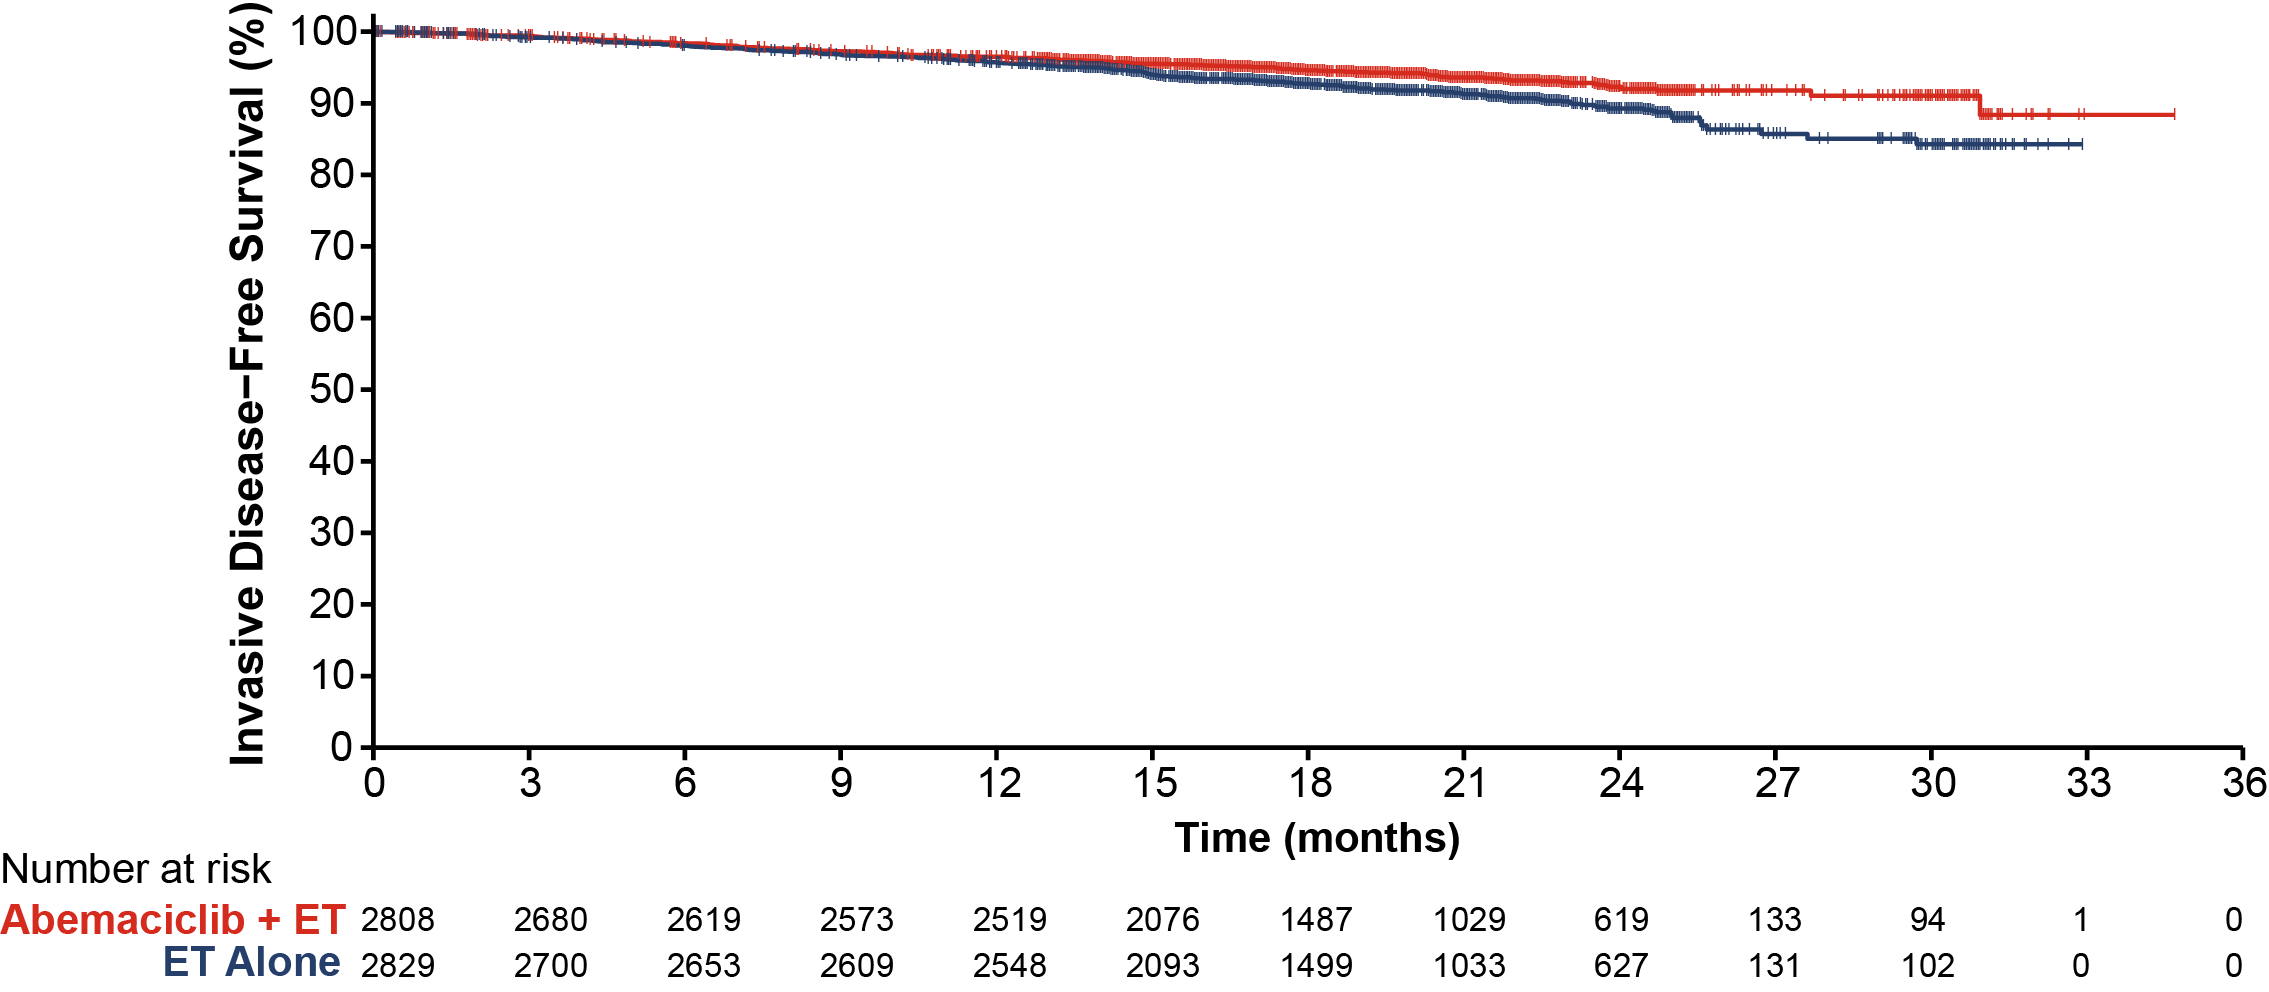 Invasive Disease–Free Survival (%)
100
90
80
70
60
50
40
30
20
10
0
0 3 6 9 12 15 18 21 24 27 30 33 36
Time (months)
Number at risk
Abemaciclib + ET 2808 2680 2619 2573 2519 2076 1487 1029 619 133 94 1 0
ET Alone 2829 2700 2653 2609 2548 2093 1499 1033 627 131 102 0 0